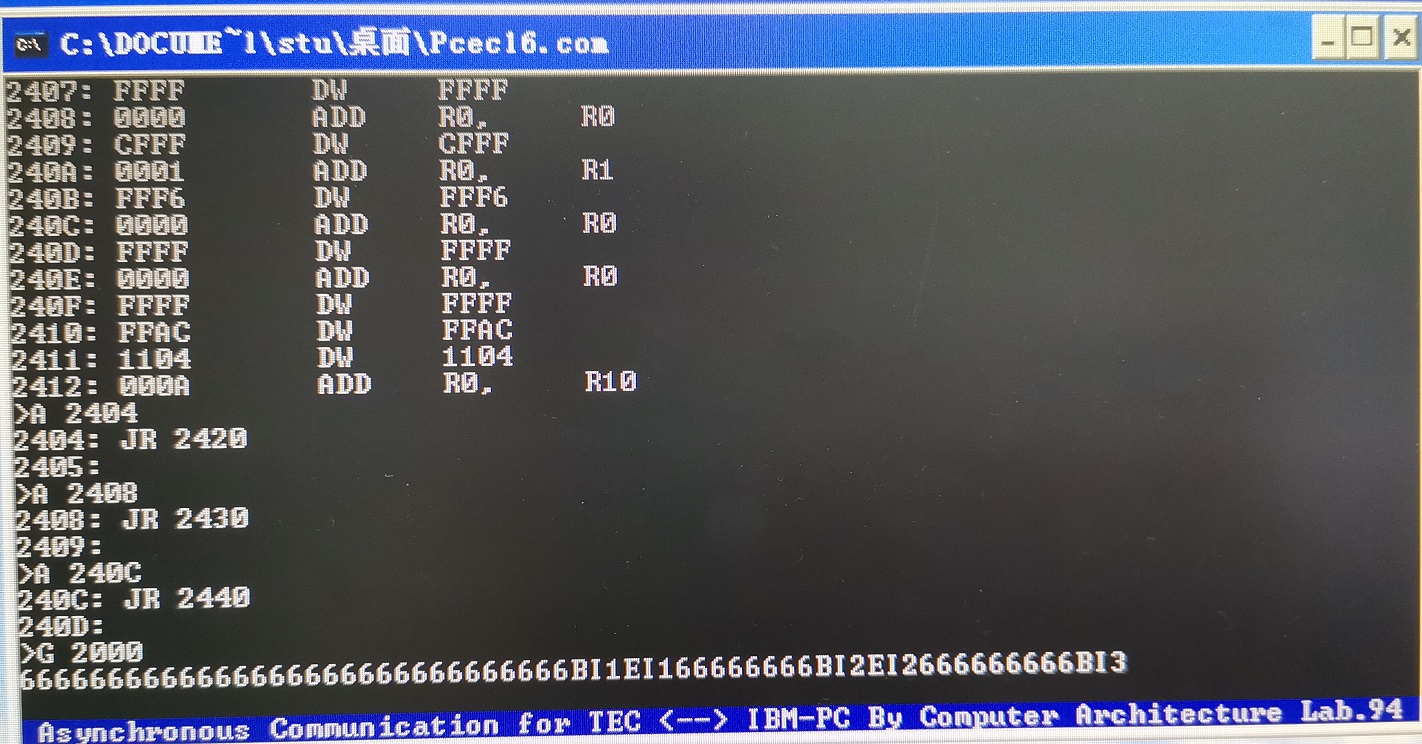 C:\ C:\DOCUME~1\stu\桌面\Pcec16.com
2407: FFFF DW FFFF
2408: 0000 ADD R0, R0
2409: CFFF DW CFFF
240A: 0001 ADD R0, R1
240B: FFF6 DW FFF6
240C: 0000 ADD R0, R0
240D: FFFF DW FFFF
240E: 0000 ADD R0, R0
240F: FFFF DW FFFF
2410: FFAC DW FFAC
2411: 1104 DW 1104
2412: 000A ADD R0, R10
>A 2404
2404: JR 2420
2405:
>A 2408
2408: JR 2430
2409:
>A 240C
240C: JR 2440
240D:
>G 2000
66666666666666666666666666666666BI1EI166666666BI2EI2666666666BI3
Asynchronous Communication for TEC <--> IBM-PC By Computer Architecture Lab.94